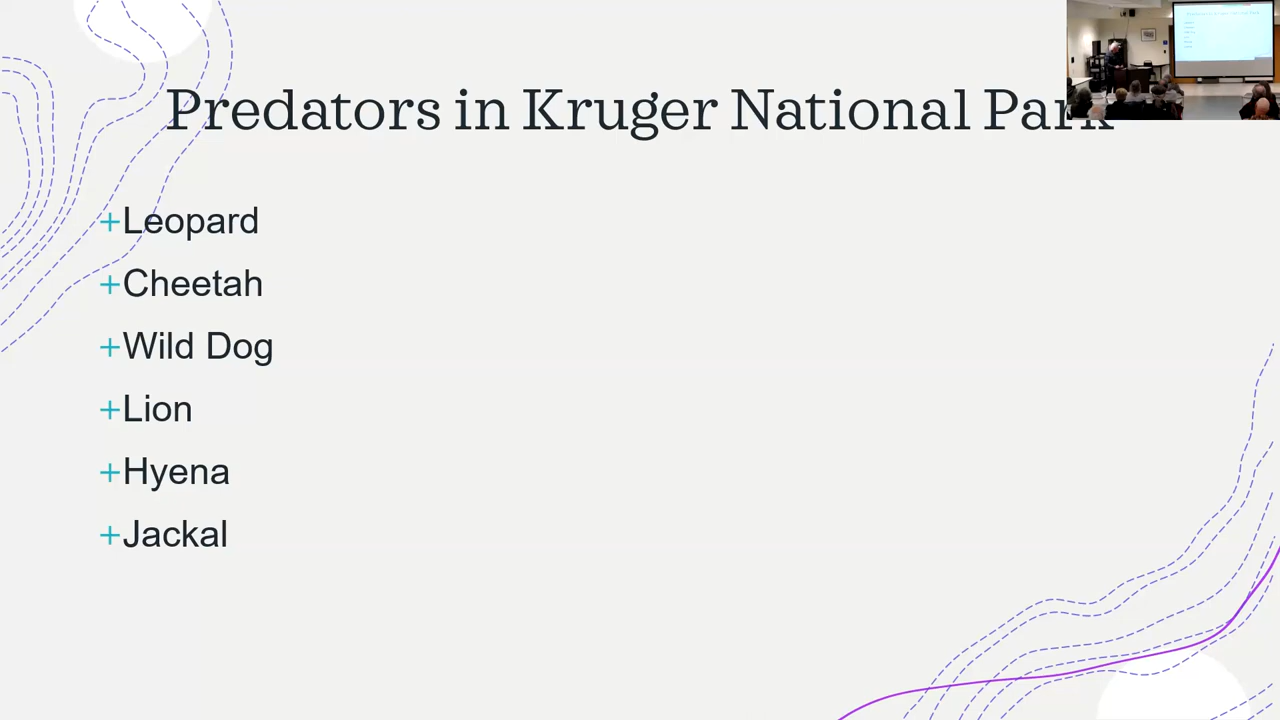 Predators in Kruger National Park
+Leopard
+Cheetah
+Wild Dog
+Lion
+Hyena
+Jackal